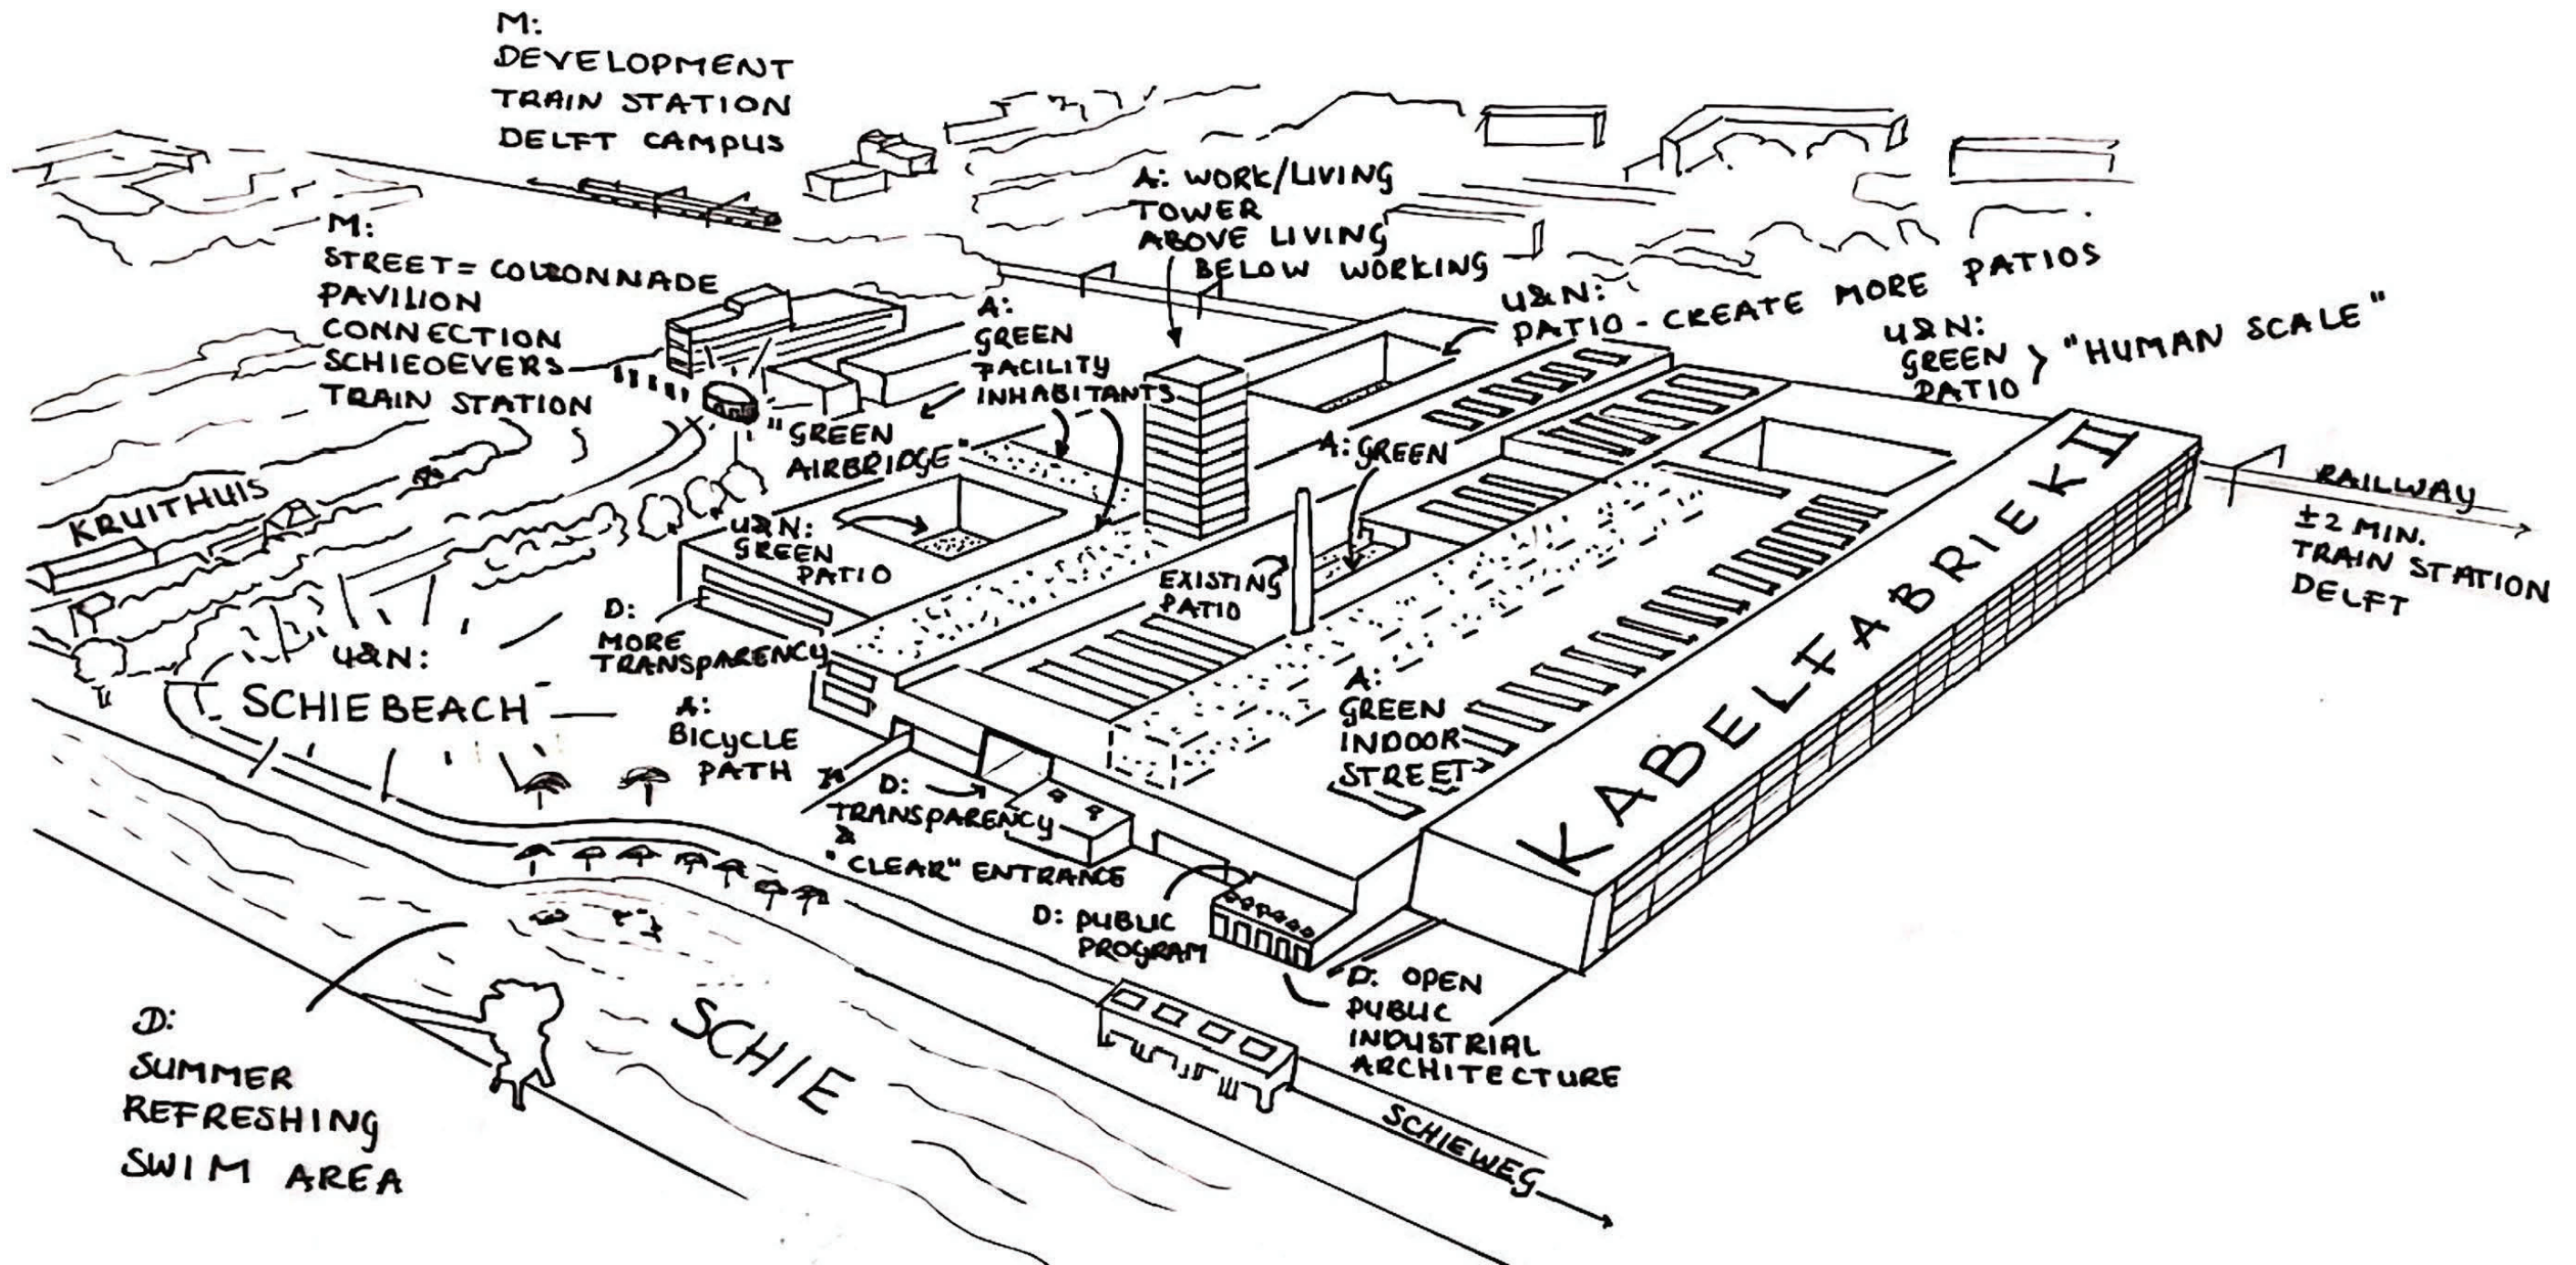 M:
DEVELOPMENT
TRAIN STATION
DELFT CAMPUS
M:
STREET = COLONNADE
PAVILION
CONNECTION
SCHIEOEVERS
TRAIN STATION
A: WORK/LIVING
TOWER
ABOVE LIVING
BELOW WORKING
U&N:
PATIO - CREATE MORE PATIOS
U&N:
GREEN
PATIO } "HUMAN SCALE"
A:
GREEN
FACILITY
INHABITANTS
"GREEN
AIRBRIDGE"
A: GREEN
KRUITHUIS
U&N:
GREEN
PATIO
EXISTING
PATIO
RAILWAY
±2 MIN.
TRAIN STATION
DELFT
D:
MORE
TRANSPARENCY
U&N:
SCHIEBEACH
A:
BICYCLE
PATH
A:
GREEN
INDOOR
STREET
KABELFABRIEK II
D:
TRANSPARENCY
&
"CLEAR" ENTRANCE
D: PUBLIC
PROGRAM
D: OPEN
PUBLIC
INDUSTRIAL
ARCHITECTURE
D:
SUMMER
REFRESHING
SWIM AREA
SCHIE
SCHIEWEG